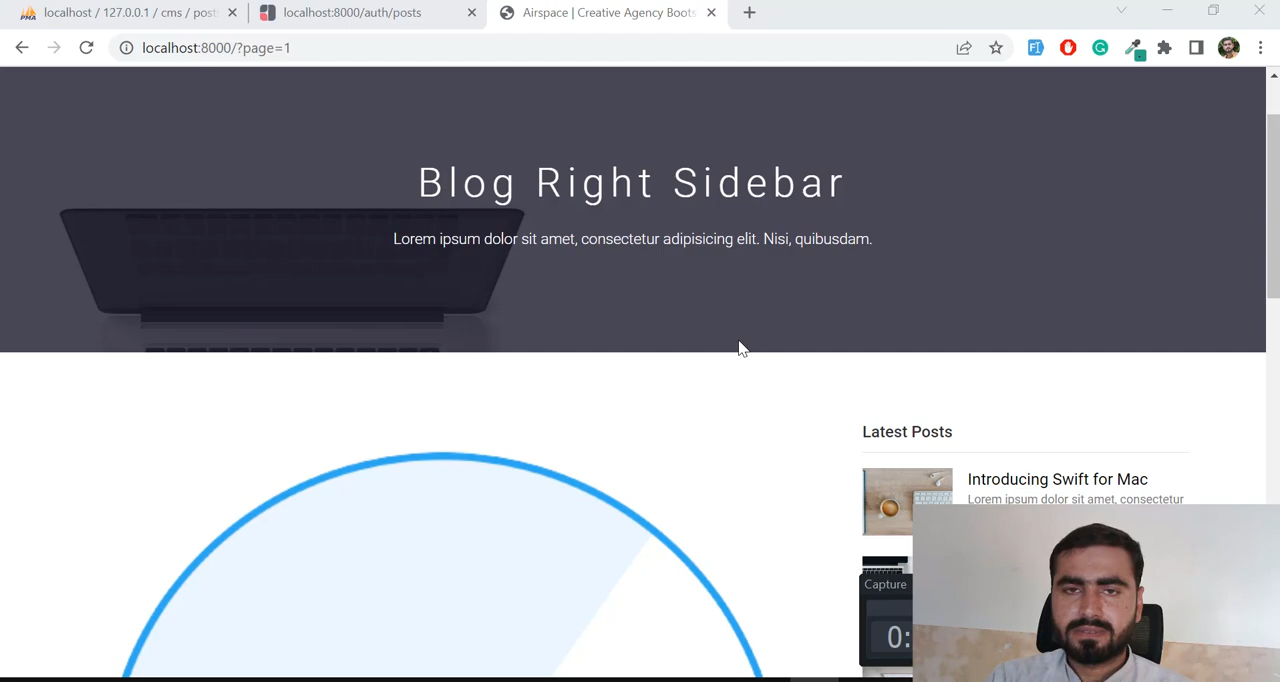 localhost / 127.0.0.1 / cms / post
localhost:8000/auth/posts
Airspace | Creative Agency Boots
localhost:8000/?page=1
Blog Right Sidebar
Lorem ipsum dolor sit amet, consectetur adipisicing elit. Nisi, quibusdam.
Latest Posts
Introducing Swift for Mac
Lorem ipsum dolor sit amet, consectetur
Capture
0: